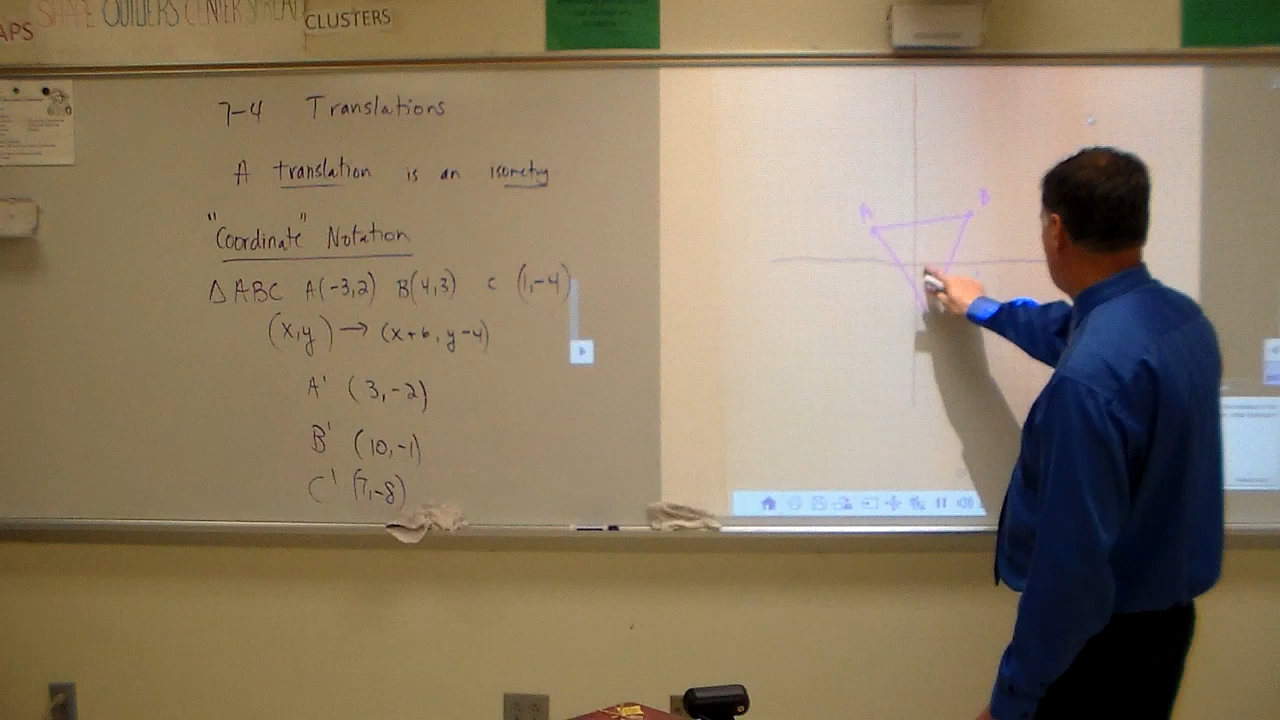 APS SHAPE OUTLIERS CENTER SPREAD
CLUSTERS
7-4 Translations
A translation is an isometry
"Coordinate" Notation
△ABC A(-3,2) B(4,3) C (1,-4)
(x,y) → (x+6, y-4)
A' (3,-2)
B' (10,-1)
C' (7,-8)
A
B